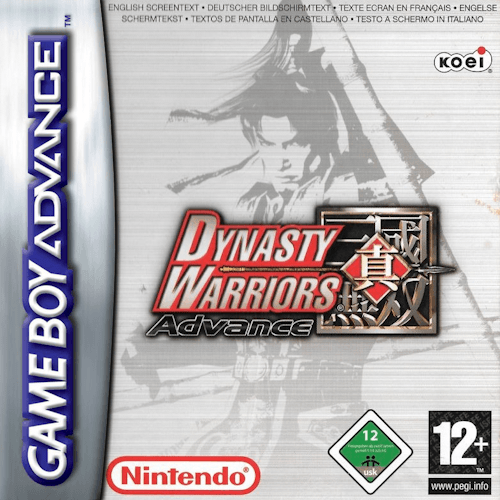 ENGLISH SCREENTEXT • DEUTSCHER BILDSCHIRMTEXT • TEXTE ECRAN EN FRANÇAIS • ENGELSE
SCHERMTEKST • TEXTOS DE PANTALLA EN CASTELLANO • TESTO A SCHERMO IN ITALIANO
KOEI
GAME BOY ADVANCE
TM
DYNASTY
WARRIORS
Advance
真
三國
無双
Nintendo
®
12
usk
12+
www.pegi.info